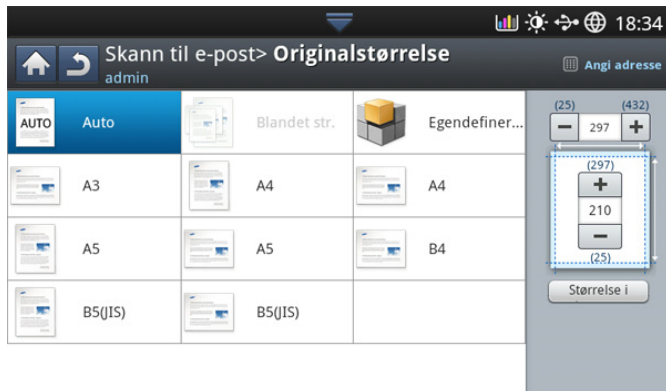 18:34
Skann til e-post> Originalstørrelse
admin
Angi adresse
AUTO Auto
Blandet str.
Egendefiner...
A3
A4
A4
A5
A5
B4
B5(JIS)
B5(JIS)
(25) (432)
297
(297)
210
(25)
Størrelse i